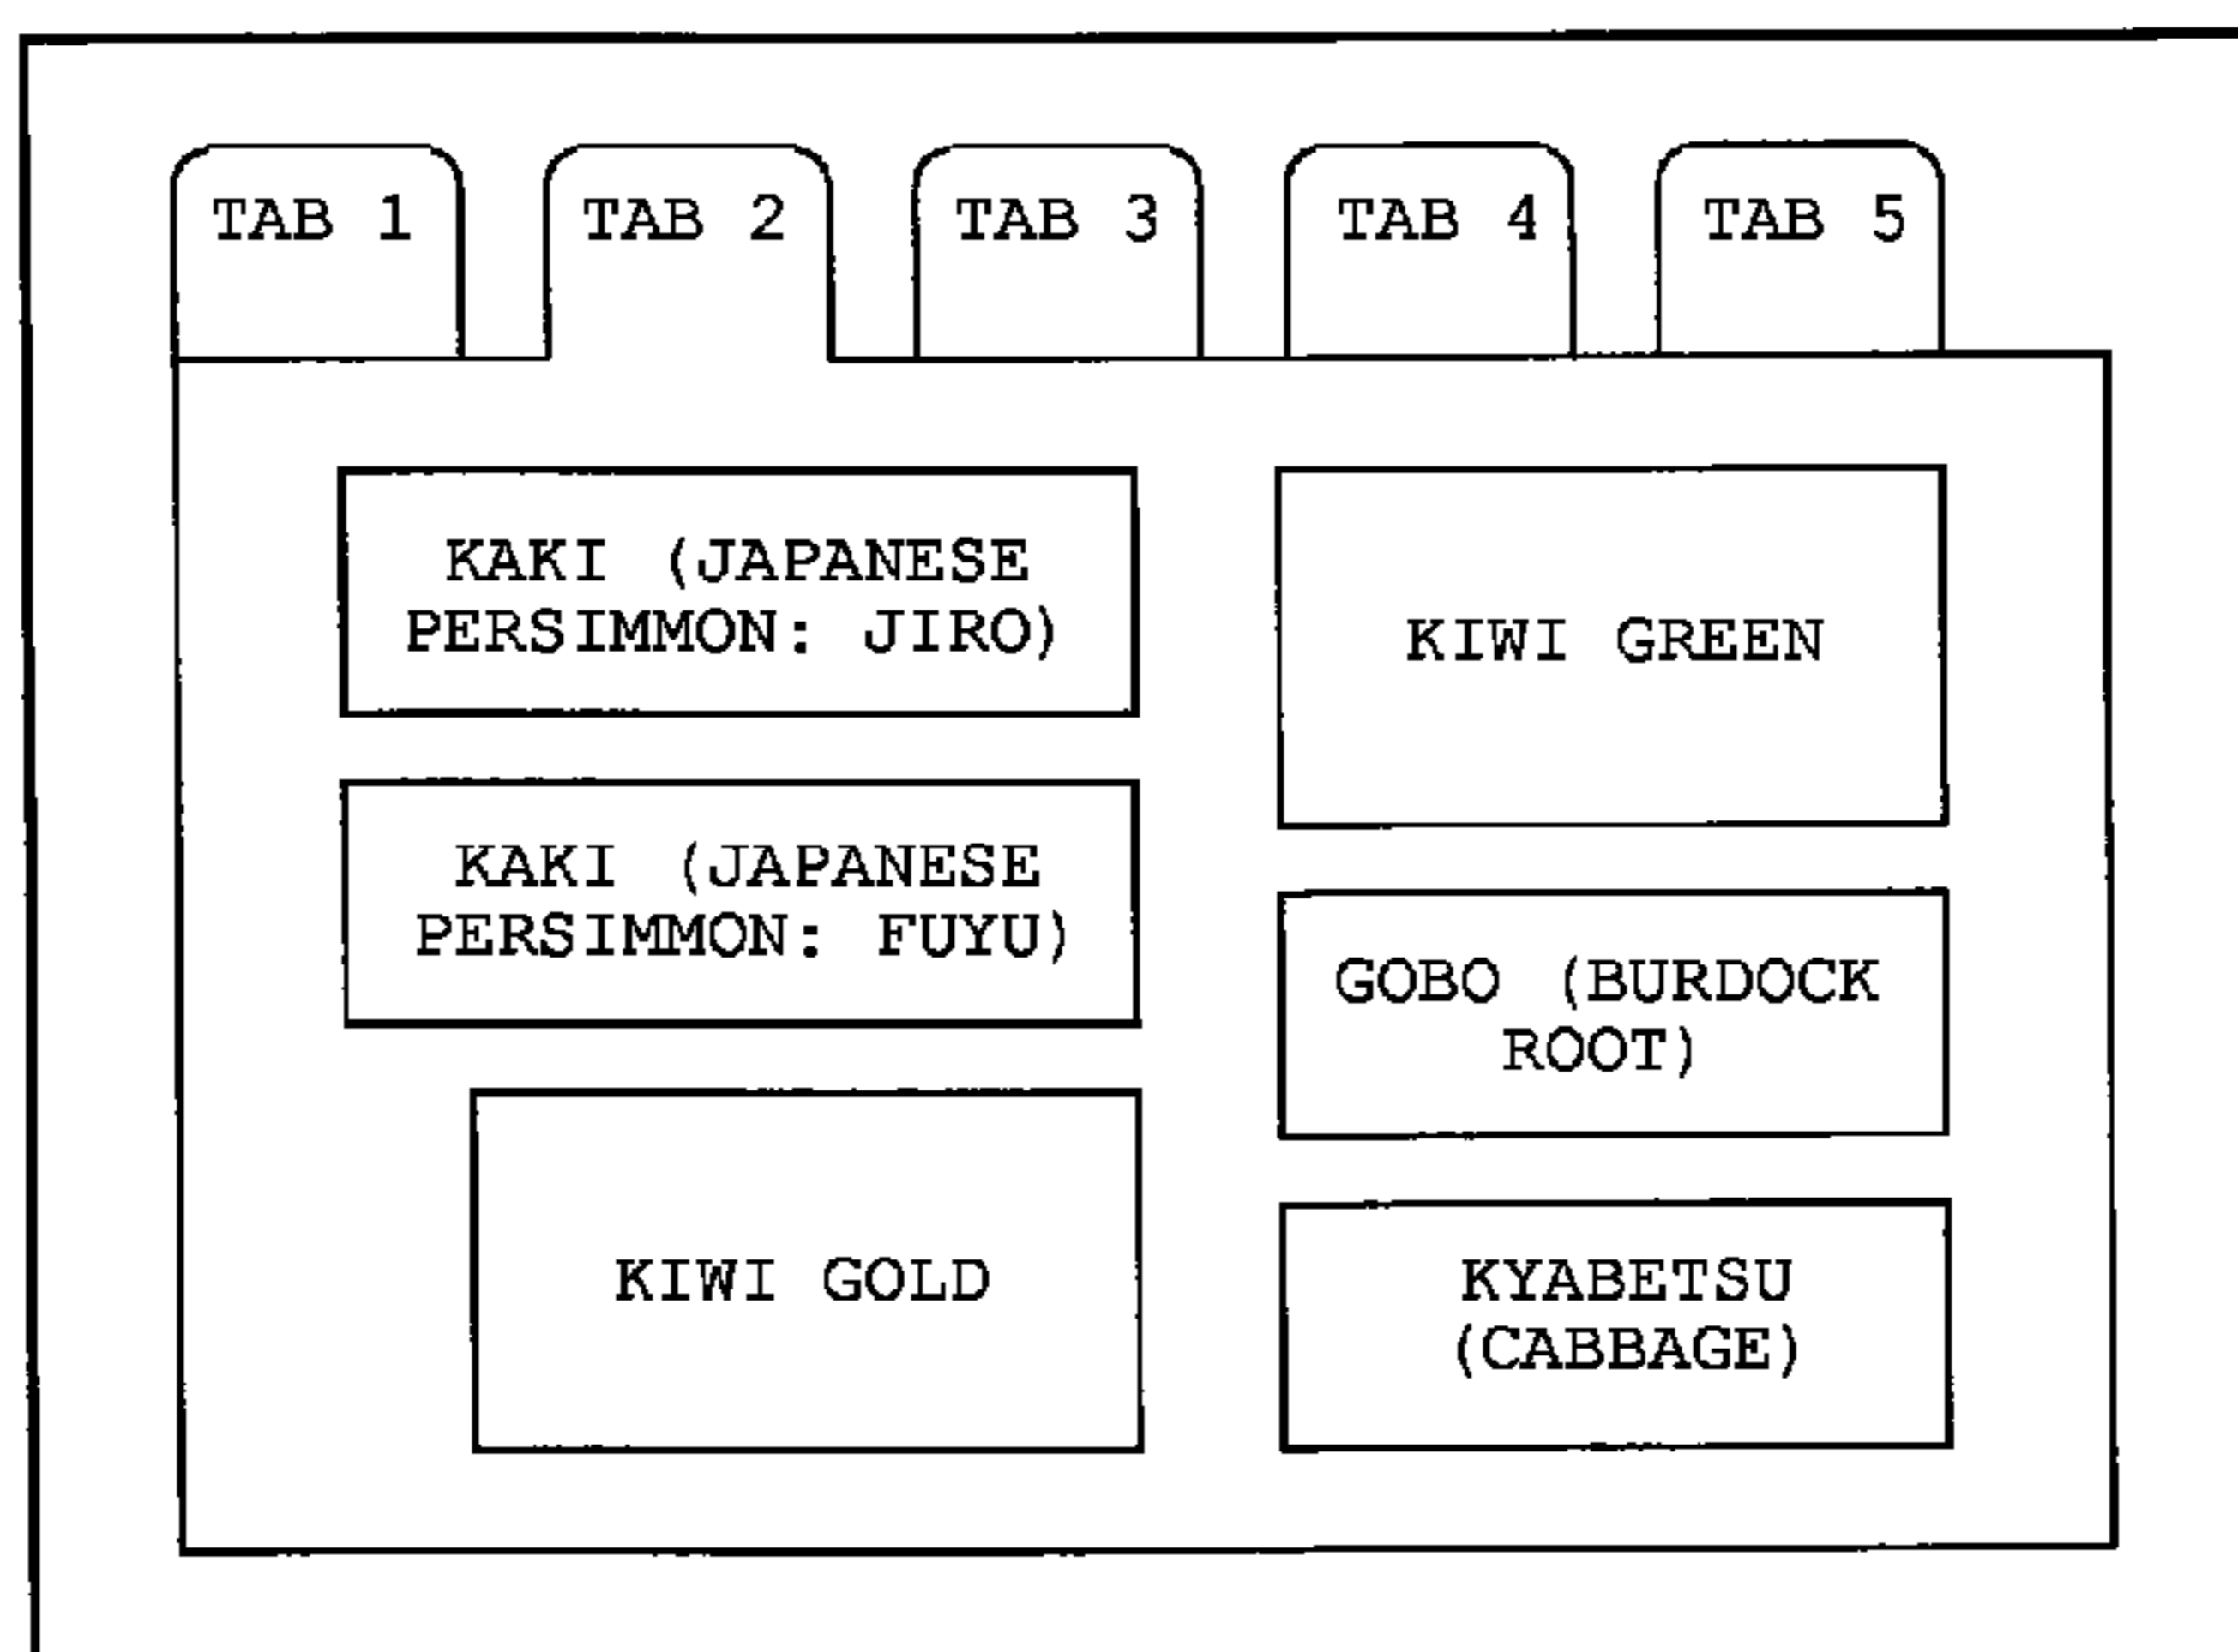 TAB 1
TAB 2
TAB 3
TAB 4
TAB 5
KAKI (JAPANESE
PERSIMMON: JIRO)
KAKI (JAPANESE
PERSIMMON: FUYU)
KIWI GOLD
KIWI GREEN
GOBO (BURDOCK
ROOT)
KYABETSU
(CABBAGE)